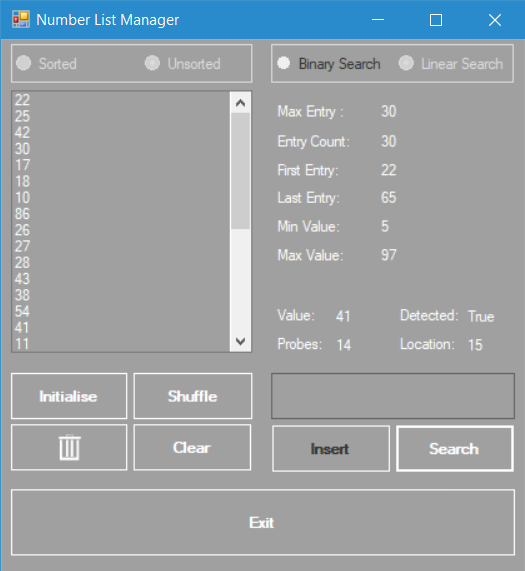 Number List Manager
Sorted Unsorted
Binary Search Linear Search
22
25
42
30
17
18
10
86
26
27
28
43
38
54
41
11
Max Entry : 30
Entry Count: 30
First Entry: 22
Last Entry: 65
Min Value: 5
Max Value: 97
Value: 41 Detected: True
Probes: 14 Location: 15
Initialise Shuffle
Clear
Insert Search
Exit